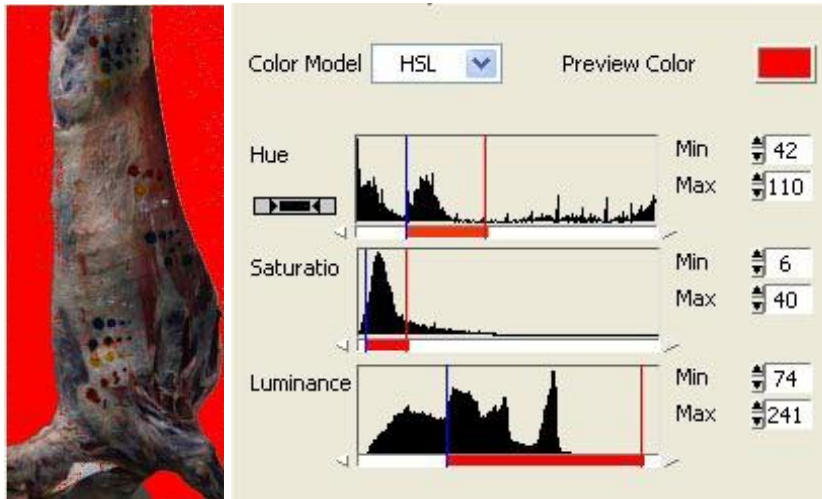 Color Model HSL Preview Color
Hue Min 42
Max 110
Saturatio Min 6
Max 40
Luminance Min 74
Max 241